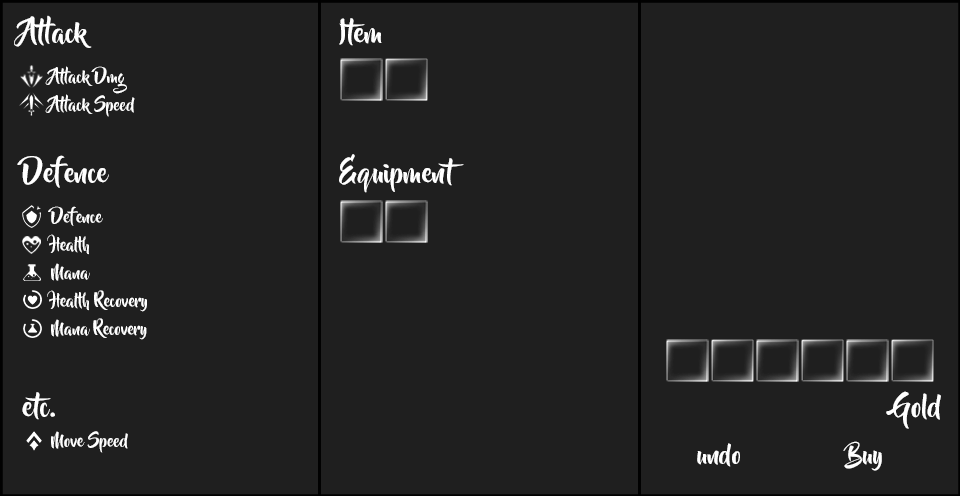 Attack
Attack Dmg
Attack Speed
Defence
Defence
Health
Mana
Health Recovery
Mana Recovery
etc.
Move Speed
Item
Equipment
Gold
undo
Buy